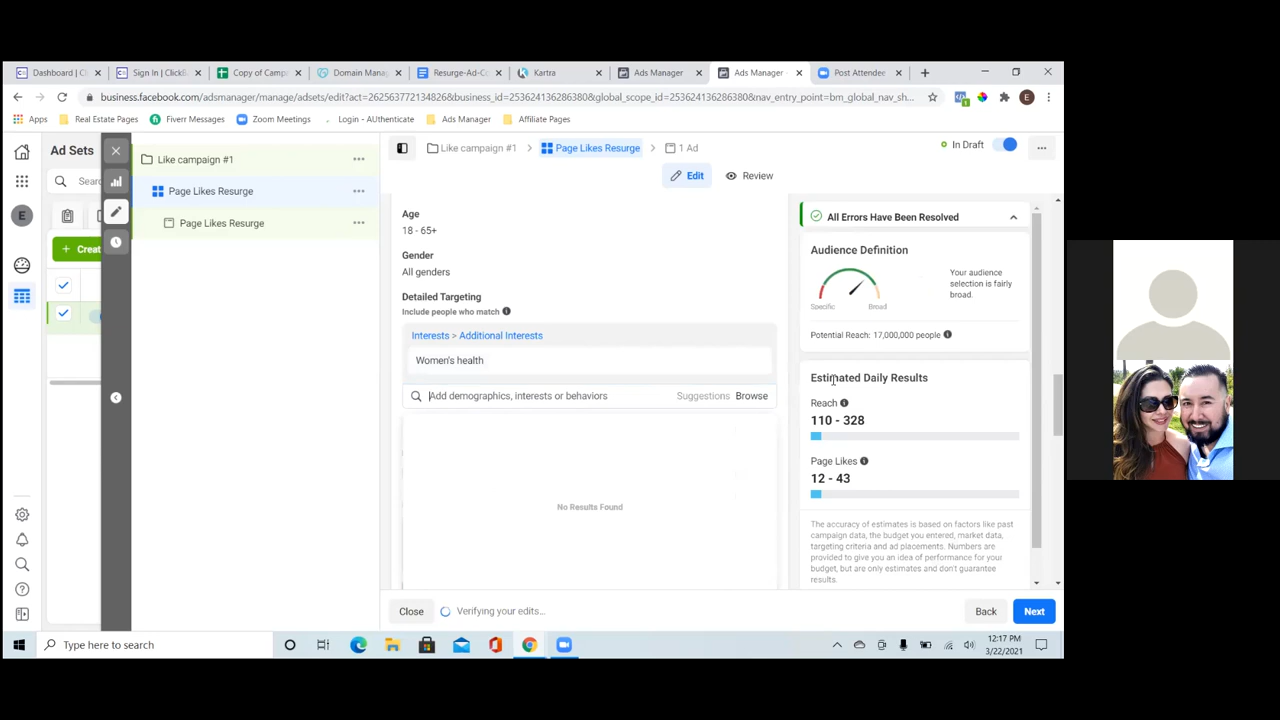 Dashboard | Cl
Sign In | ClickB
Copy of Camp
Domain Mana
Resurge-Ad-Co
Kartra
Ads Manager
Ads Manager -
Post Attendee
business.facebook.com/adsmanager/manage/adsets/edit?act=262563772134826&business_id=253624136286380&global_scope_id=253624136286380&nav_entry_point=bm_global_nav_sh...
Apps
Real Estate Pages
Fiverr Messages
Zoom Meetings
Login - AUthenticate
Ads Manager
Affiliate Pages
Ad Sets
Like campaign #1
Like campaign #1
Page Likes Resurge
1 Ad
In Draft
Edit
Review
Sear
Page Likes Resurge
Page Likes Resurge
E
Creat
Age
18 - 65+
Gender
All genders
Detailed Targeting
Include people who match
Interests > Additional Interests
Women's health
Add demographics, interests or behaviors
Suggestions
Browse
No Results Found
All Errors Have Been Resolved
Audience Definition
Your audience
selection is fairly
broad.
Specific
Broad
Potential Reach: 17,000,000 people
Estimated Daily Results
Reach
110 - 328
Page Likes
12 - 43
The accuracy of estimates is based on factors like past
campaign data, the budget you entered, market data,
targeting criteria and ad placements. Numbers are
provided to give you an idea of performance for your
budget, but are only estimates and don't guarantee
results.
Close
Verifying your edits...
Back
Next
Type here to search
12:17 PM
3/22/2021